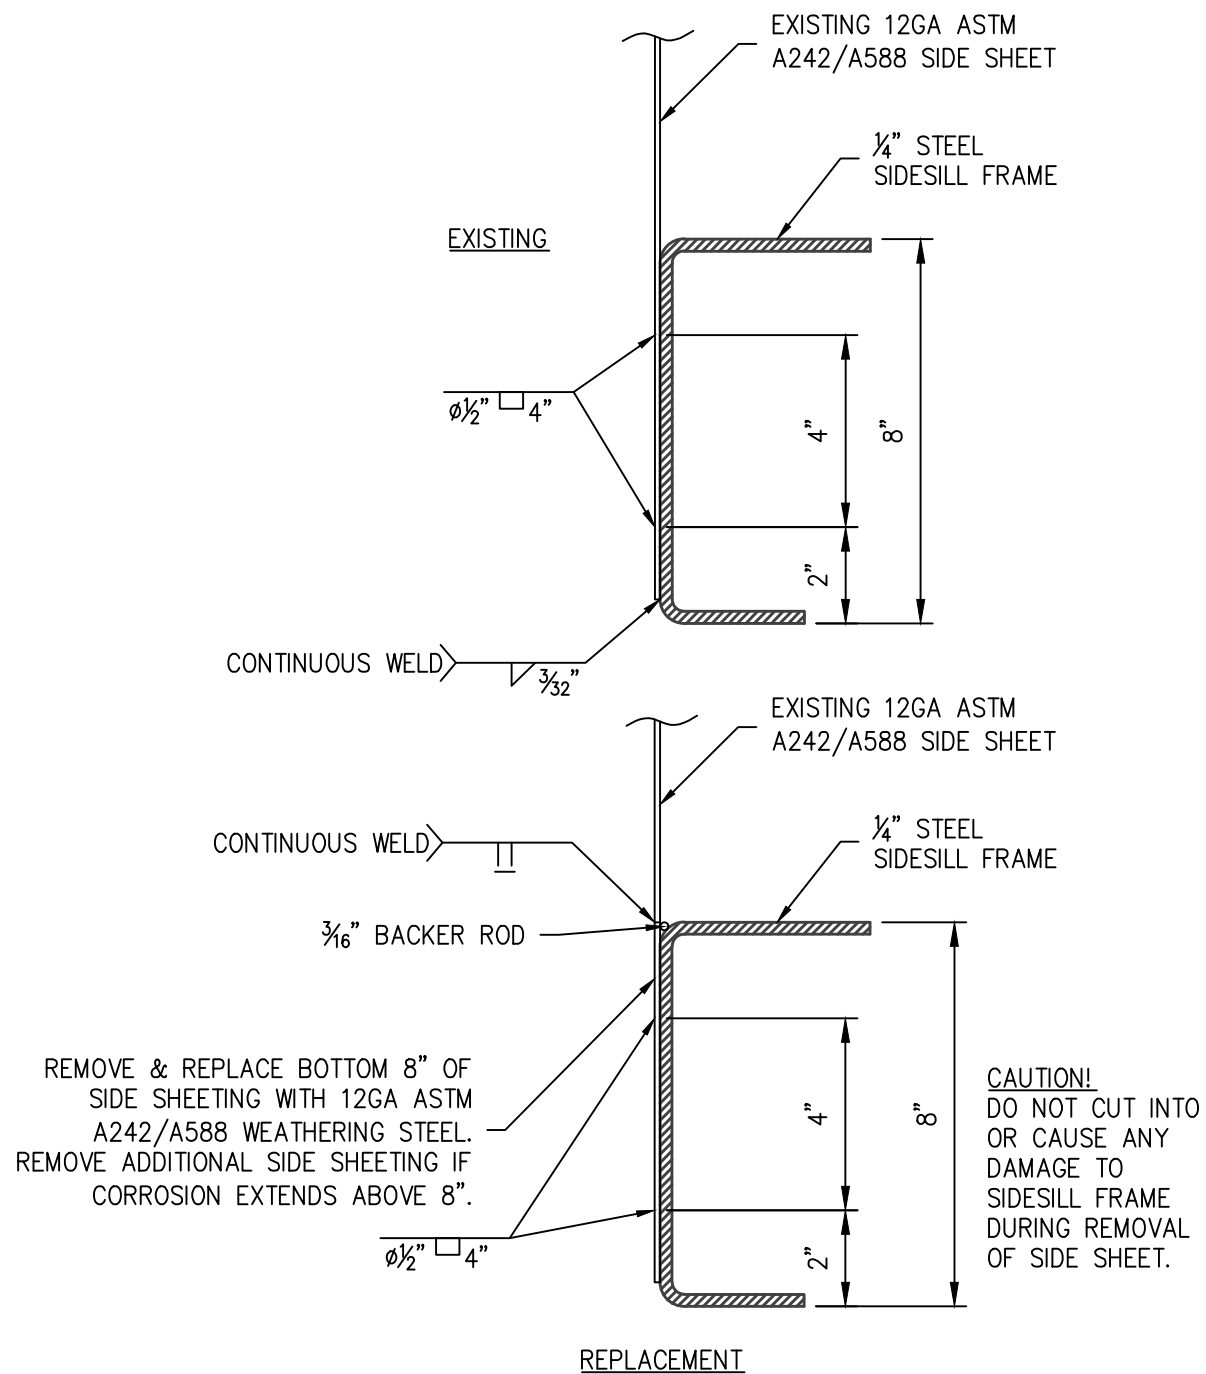 EXISTING 12GA ASTM
A242/A588 SIDE SHEET
¼” STEEL
SIDESILL FRAME
EXISTING
ø½” 4”
4”
8”
2”
CONTINUOUS WELD
3⁄32”
EXISTING 12GA ASTM
A242/A588 SIDE SHEET
CONTINUOUS WELD
¼” STEEL
SIDESILL FRAME
3⁄16” BACKER ROD
REMOVE & REPLACE BOTTOM 8” OF
SIDE SHEETING WITH 12GA ASTM
A242/A588 WEATHERING STEEL.
REMOVE ADDITIONAL SIDE SHEETING IF
CORROSION EXTENDS ABOVE 8”.
4”
8”
CAUTION!
DO NOT CUT INTO
OR CAUSE ANY
DAMAGE TO
SIDESILL FRAME
DURING REMOVAL
OF SIDE SHEET.
ø½” 4”
2”
REPLACEMENT